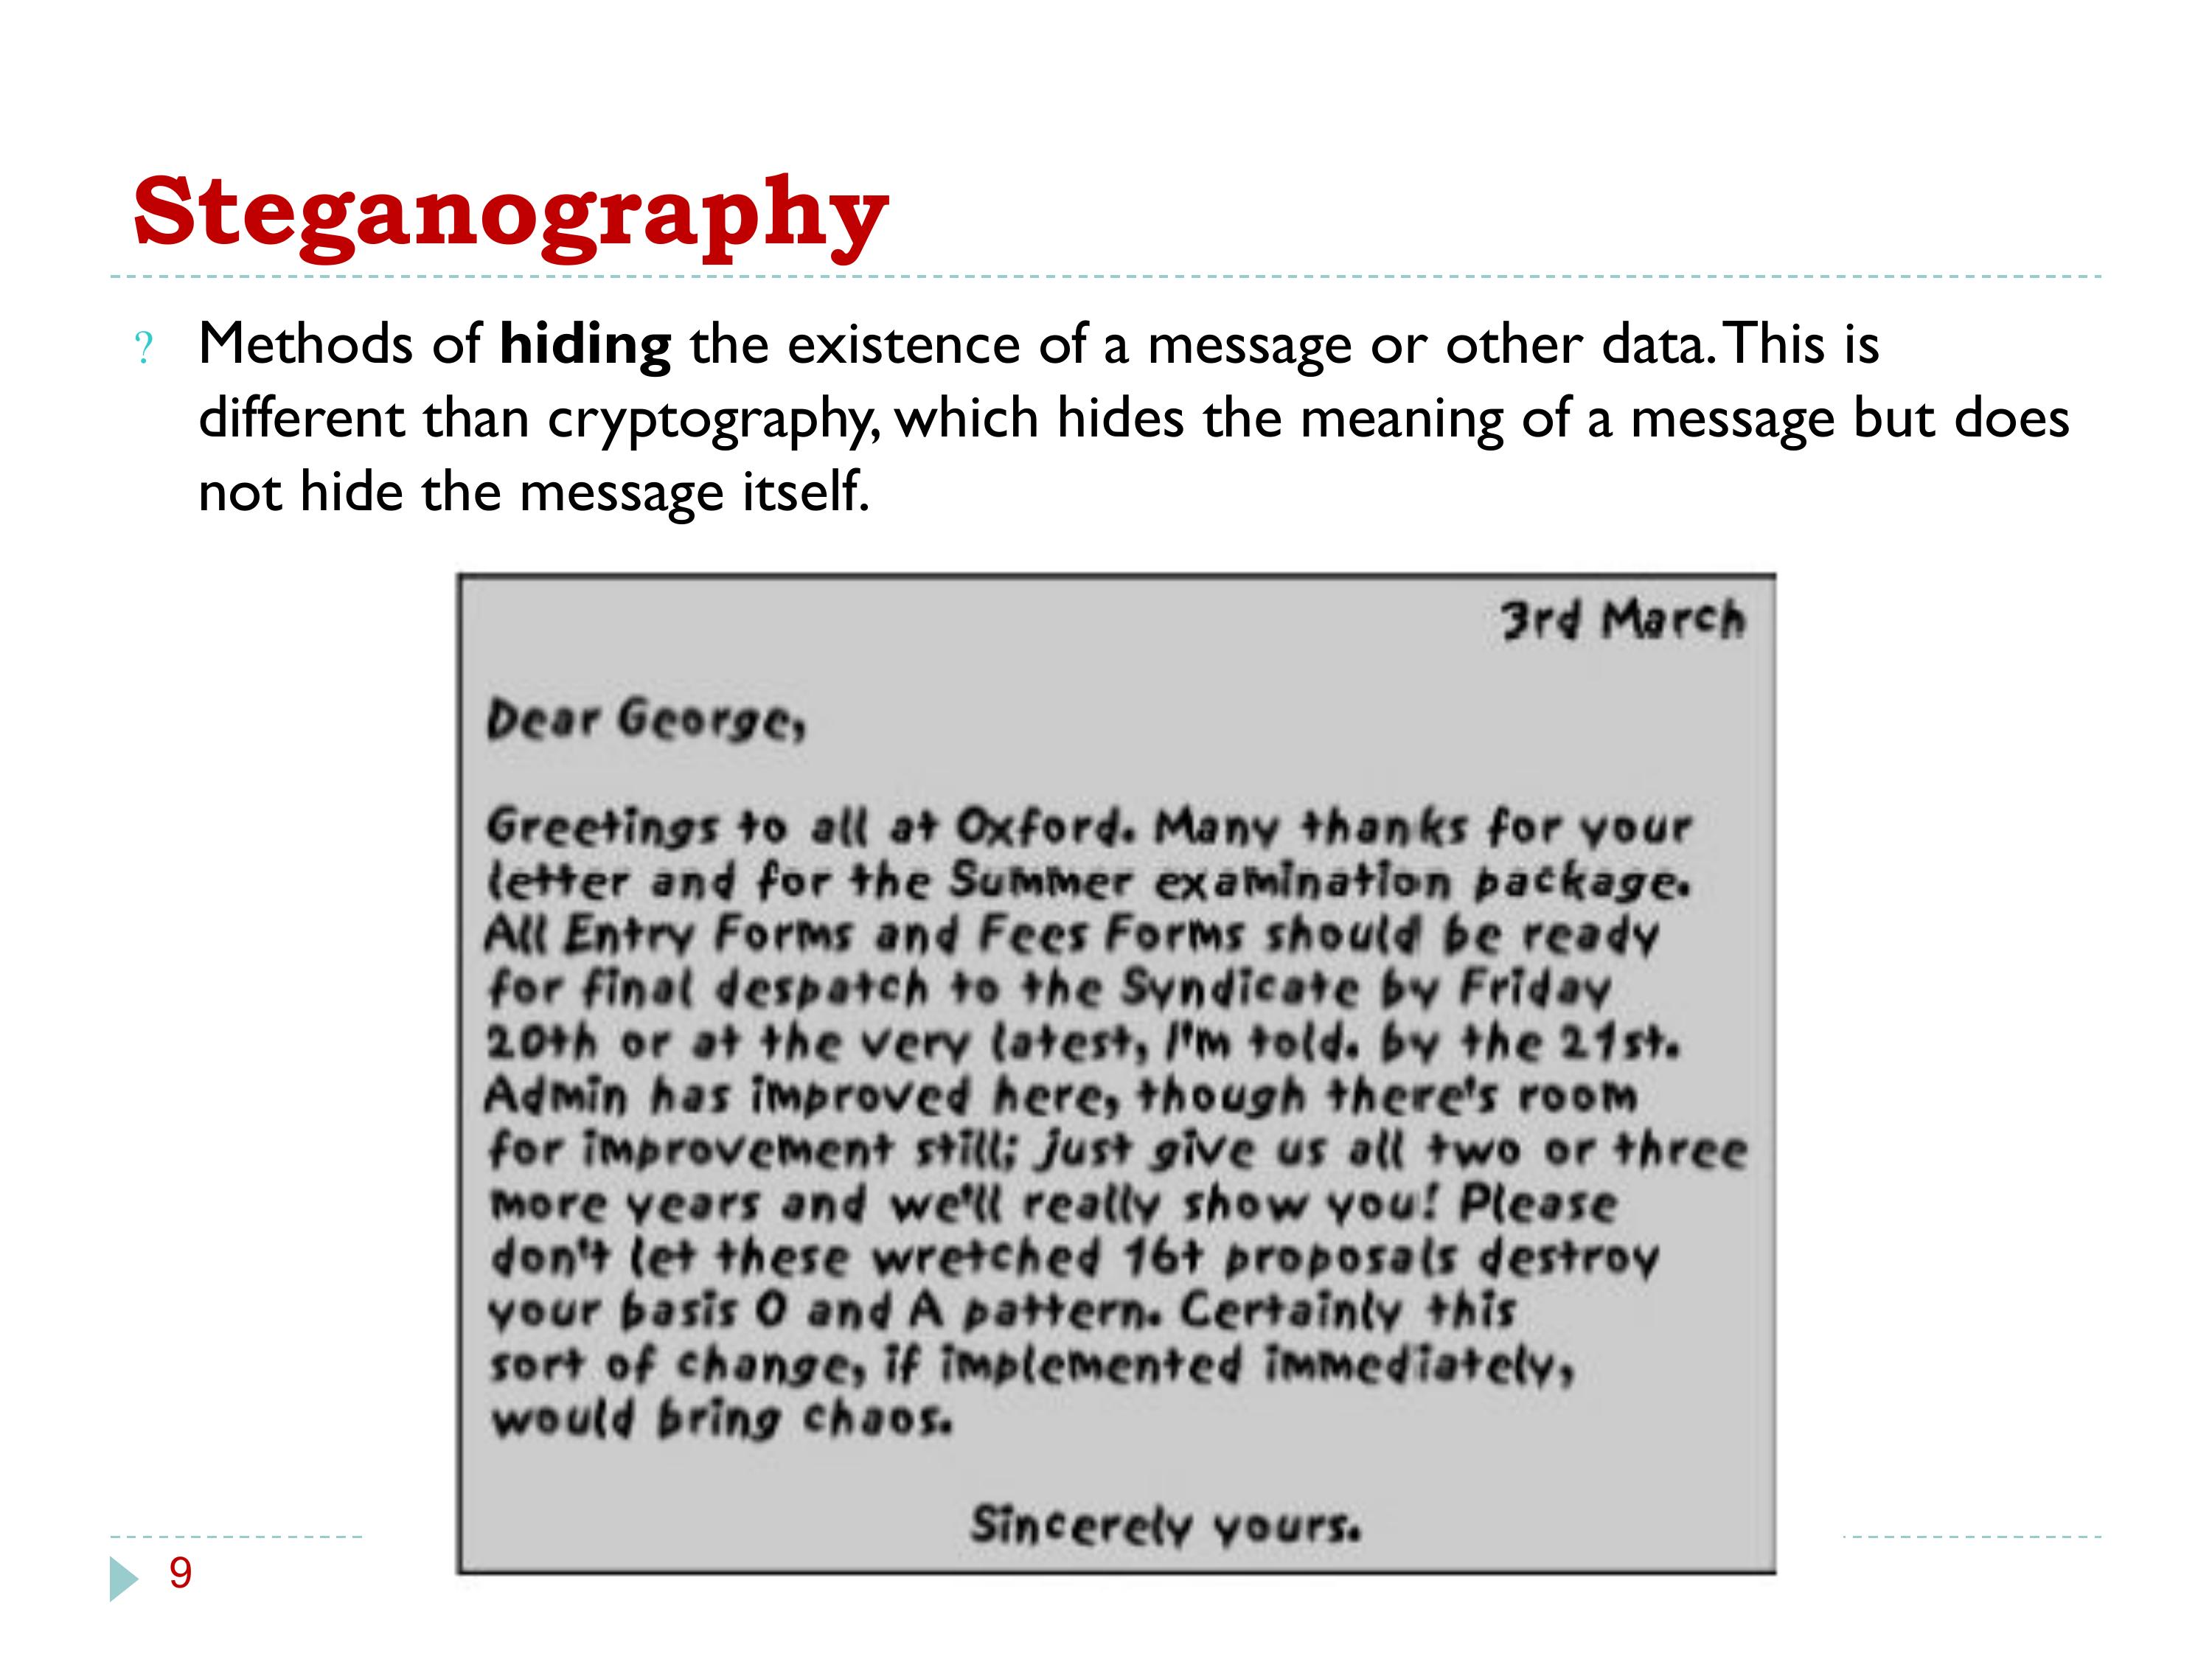 Steganography
? Methods of hiding the existence of a message or other data. This is
different than cryptography, which hides the meaning of a message but does
not hide the message itself.
3rd March
Dear George,
Greetings to all at Oxford. Many thanks for your
letter and for the Summer examination package.
All Entry Forms and Fees Forms should be ready
for final despatch to the Syndicate by Friday
20th or at the very latest, I'm told. by the 21st.
Admin has improved here, though there's room
for improvement still; just give us all two or three
more years and we'll really show you! Please
don't let these wretched 16t proposals destroy
your basis O and A pattern. Certainly this
sort of change, if implemented immediately,
would bring chaos.
Sincerely yours.
9